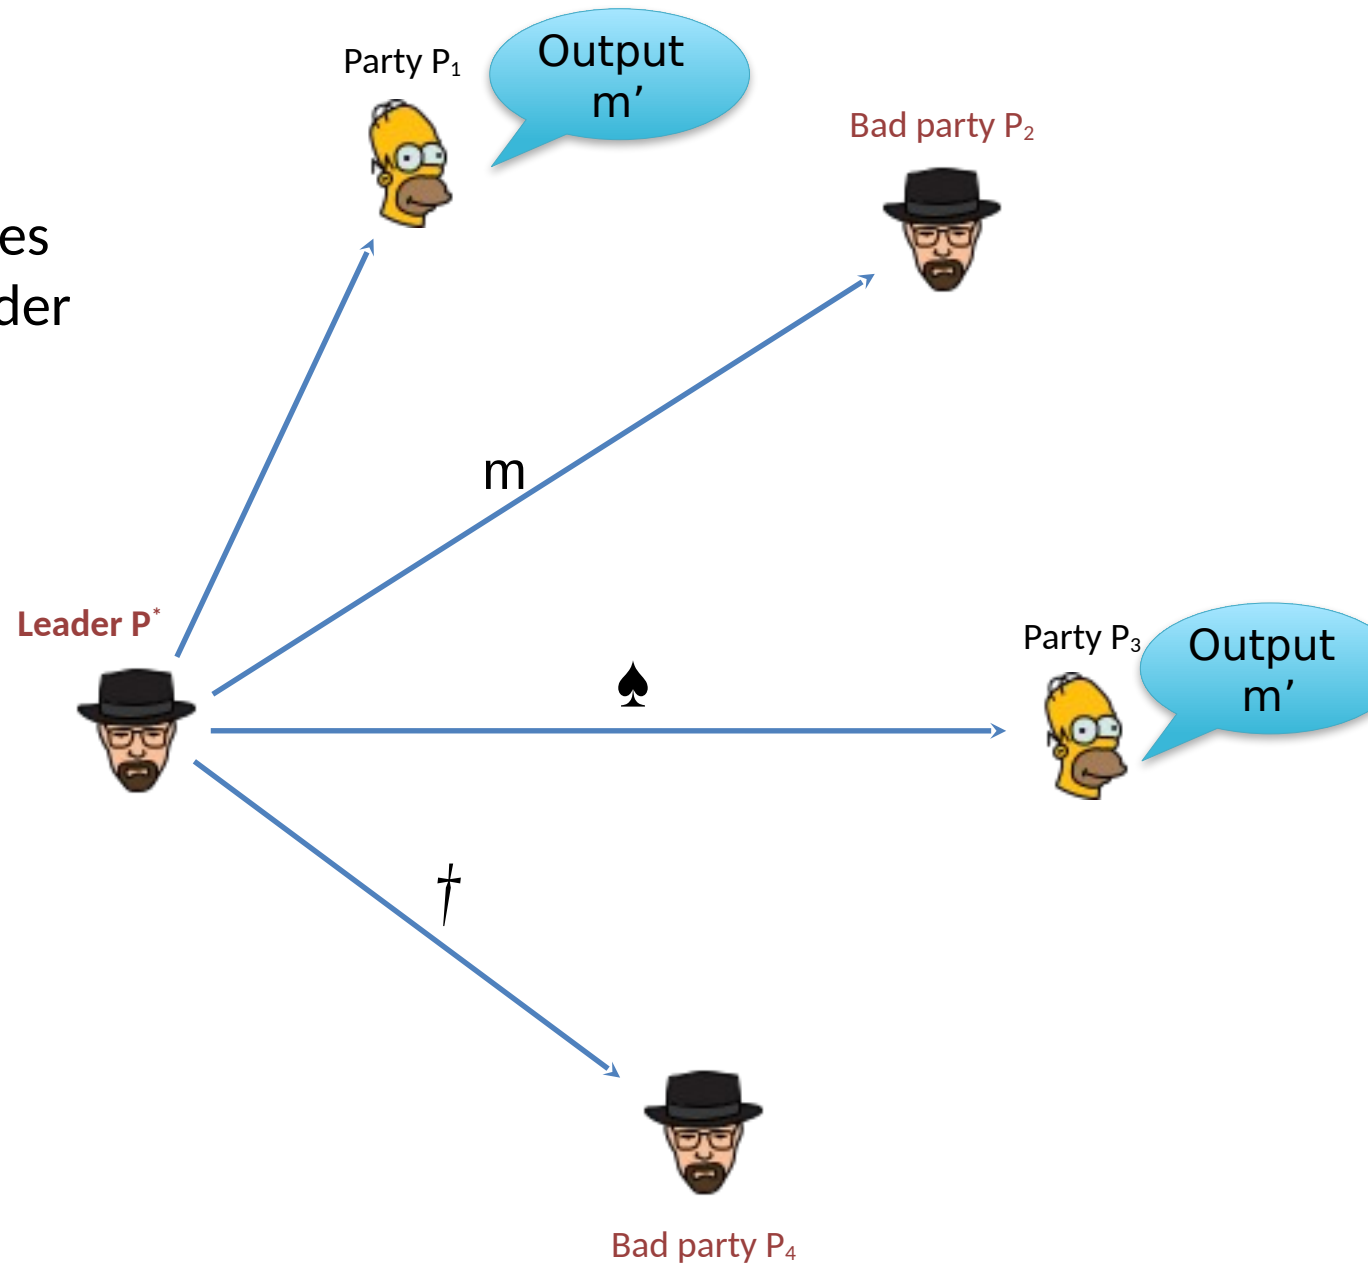 Party P₁
Output
m’
Bad party P₂
es
der
m
Leader P*
♠
Party P₃
Output
m’
†
Bad party P₄